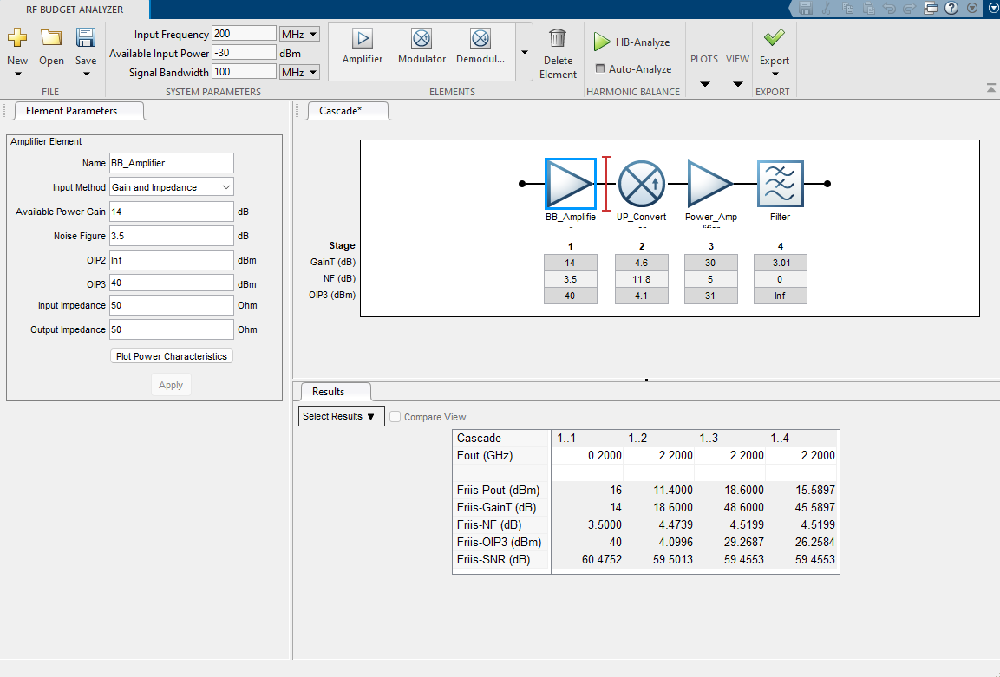 RF BUDGET ANALYZER
New
Open
Save
FILE
Input Frequency 200 MHz
Available Input Power -30 dBm
Signal Bandwidth 100 MHz
SYSTEM PARAMETERS
Amplifier
Modulator
Demodul...
ELEMENTS
Delete
Element
HB-Analyze
Auto-Analyze
HARMONIC BALANCE
PLOTS
VIEW
Export
EXPORT
Element Parameters
Amplifier Element
Name BB_Amplifier
Input Method Gain and Impedance
Available Power Gain 14 dB
Noise Figure 3.5 dB
OIP2 Inf dBm
OIP3 40 dBm
Input Impedance 50 Ohm
Output Impedance 50 Ohm
Plot Power Characteristics
Apply
Cascade*
BB_Amplifie
UP_Convert
Power_Amp
Filter
Stage 1 2 3 4
GainT (dB) 14 4.6 30 -3.01
NF (dB) 3.5 11.8 5 0
OIP3 (dBm) 40 4.1 31 Inf
Results
Select Results ▼
Compare View
Cascade 1..1 1..2 1..3 1..4
Fout (GHz) 0.2000 2.2000 2.2000 2.2000
Friis-Pout (dBm) -16 -11.4000 18.6000 15.5897
Friis-GainT (dB) 14 18.6000 48.6000 45.5897
Friis-NF (dB) 3.5000 4.4739 4.5199 4.5199
Friis-OIP3 (dBm) 40 4.0996 29.2687 26.2584
Friis-SNR (dB) 60.4752 59.5013 59.4553 59.4553